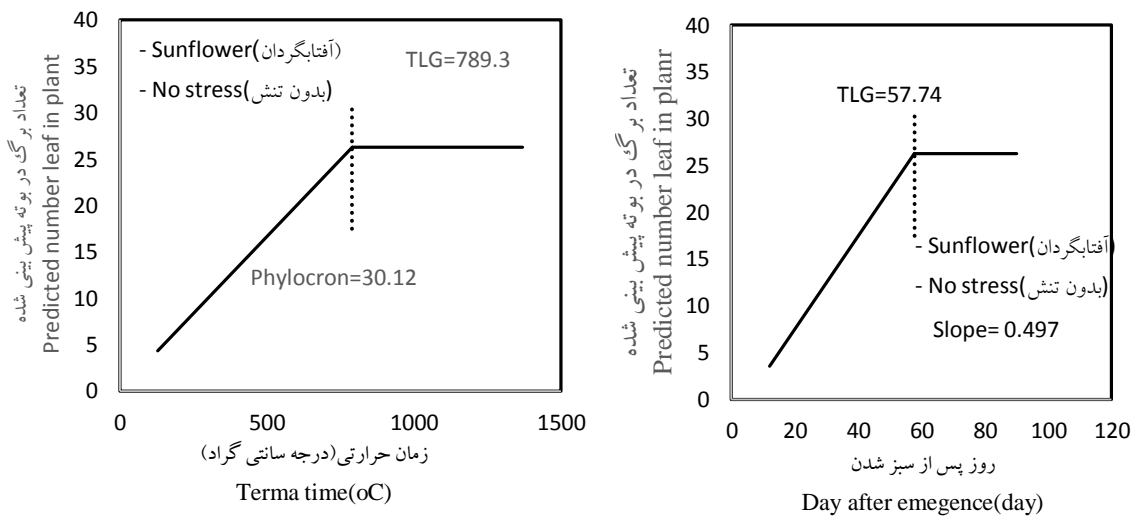 تعداد برگ در بوته پیش بینی شده
Predicted number leaf in plant
40
35
30
25
20
15
10
5
0
- Sunflower(آفتابگردان)
- No stress(بدون تنش)
TLG=789.3
Phylocron=30.12
0 500 1000 1500
زمان حرارتی(درجه سانتی گراد)
Terma time(oC)
تعداد برگ در بوته پیش بینی شده
Predicted number leaf in planr
40
35
30
25
20
15
10
5
0
TLG=57.74
- Sunflower(آفتابگردان)
- No stress(بدون تنش)
Slope= 0.497
0 20 40 60 80 100 120
روز پس از سبز شدن
Day after emegence(day)